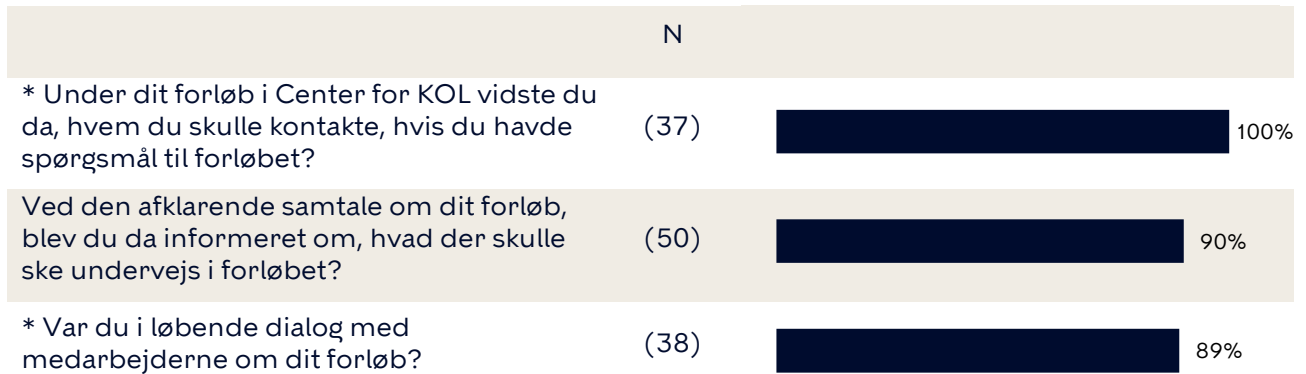 N
* Under dit forløb i Center for KOL vidste du
da, hvem du skulle kontakte, hvis du havde
spørgsmål til forløbet?
(37)
100%
Ved den afklarende samtale om dit forløb,
blev du da informeret om, hvad der skulle
ske undervejs i forløbet?
(50)
90%
* Var du i løbende dialog med
medarbejderne om dit forløb?
(38)
89%